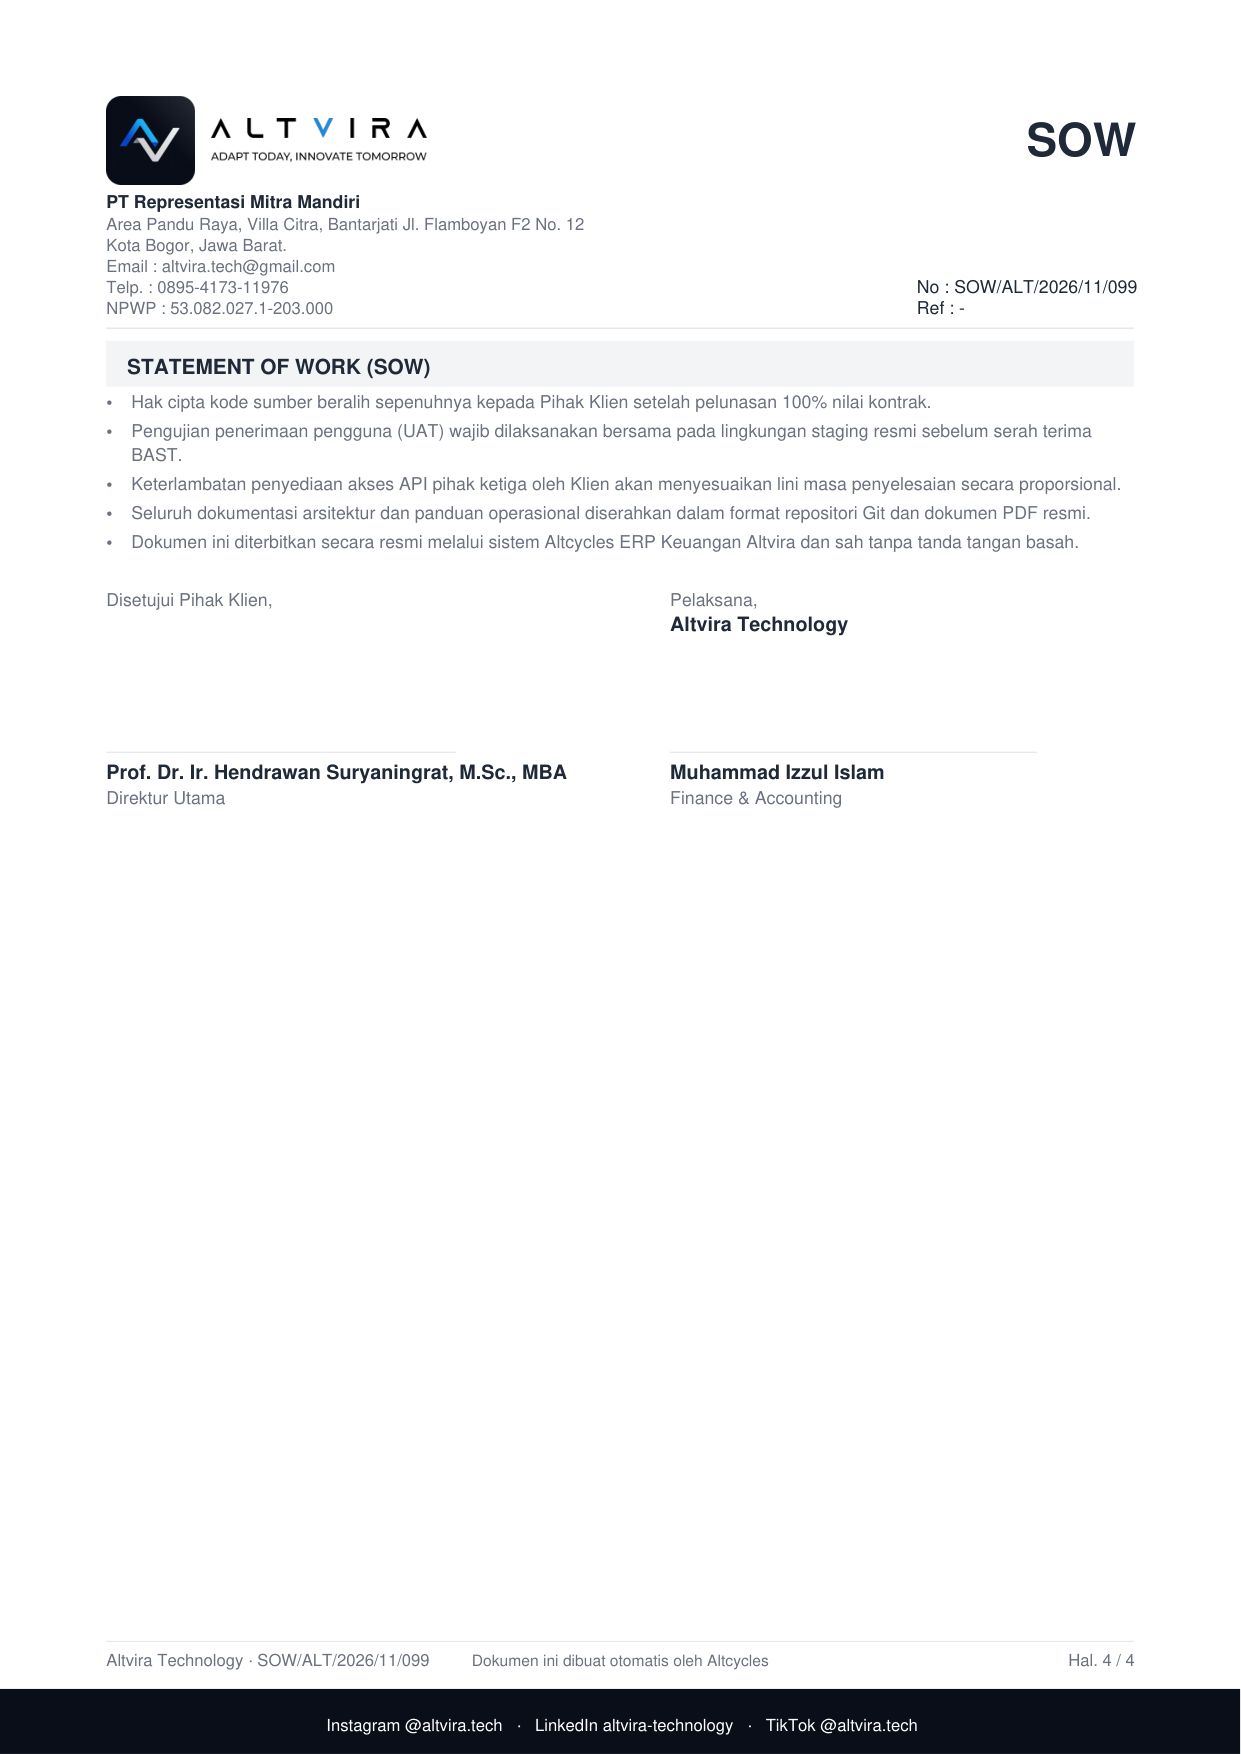 ALTVIRA
ADAPT TODAY, INNOVATE TOMORROW
SOW
PT Representasi Mitra Mandiri
Area Pandu Raya, Villa Citra, Bantarjati Jl. Flamboyan F2 No. 12
Kota Bogor, Jawa Barat.
Email : altvira.tech@gmail.com
Telp. : 0895-4173-11976
NPWP : 53.082.027.1-203.000
No : SOW/ALT/2026/11/099
Ref : -
STATEMENT OF WORK (SOW)
• Hak cipta kode sumber beralih sepenuhnya kepada Pihak Klien setelah pelunasan 100% nilai kontrak.
• Pengujian penerimaan pengguna (UAT) wajib dilaksanakan bersama pada lingkungan staging resmi sebelum serah terima
BAST.
• Keterlambatan penyediaan akses API pihak ketiga oleh Klien akan menyesuaikan lini masa penyelesaian secara proporsional.
• Seluruh dokumentasi arsitektur dan panduan operasional diserahkan dalam format repositori Git dan dokumen PDF resmi.
• Dokumen ini diterbitkan secara resmi melalui sistem Altcycles ERP Keuangan Altvira dan sah tanpa tanda tangan basah.
Disetujui Pihak Klien,
Pelaksana,
Altvira Technology
Prof. Dr. Ir. Hendrawan Suryaningrat, M.Sc., MBA
Direktur Utama
Muhammad Izzul Islam
Finance & Accounting
Altvira Technology · SOW/ALT/2026/11/099 Dokumen ini dibuat otomatis oleh Altcycles Hal. 4 / 4
Instagram @altvira.tech · LinkedIn altvira-technology · TikTok @altvira.tech